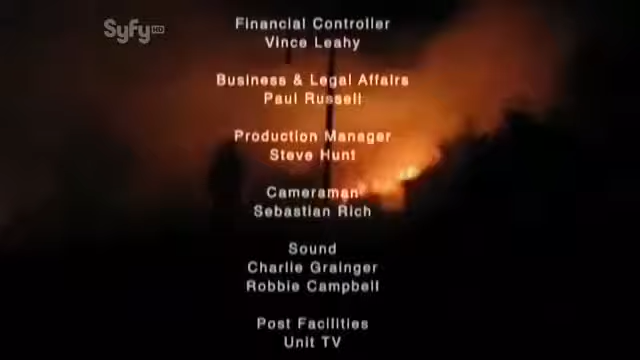 Syfy HD
Financial Controller
Vince Leahy
Business & Legal Affairs
Paul Russell
Production Manager
Steve Hunt
Cameraman
Sebastian Rich
Sound
Charlie Grainger
Robbie Campbell
Post Facilities
Unit TV